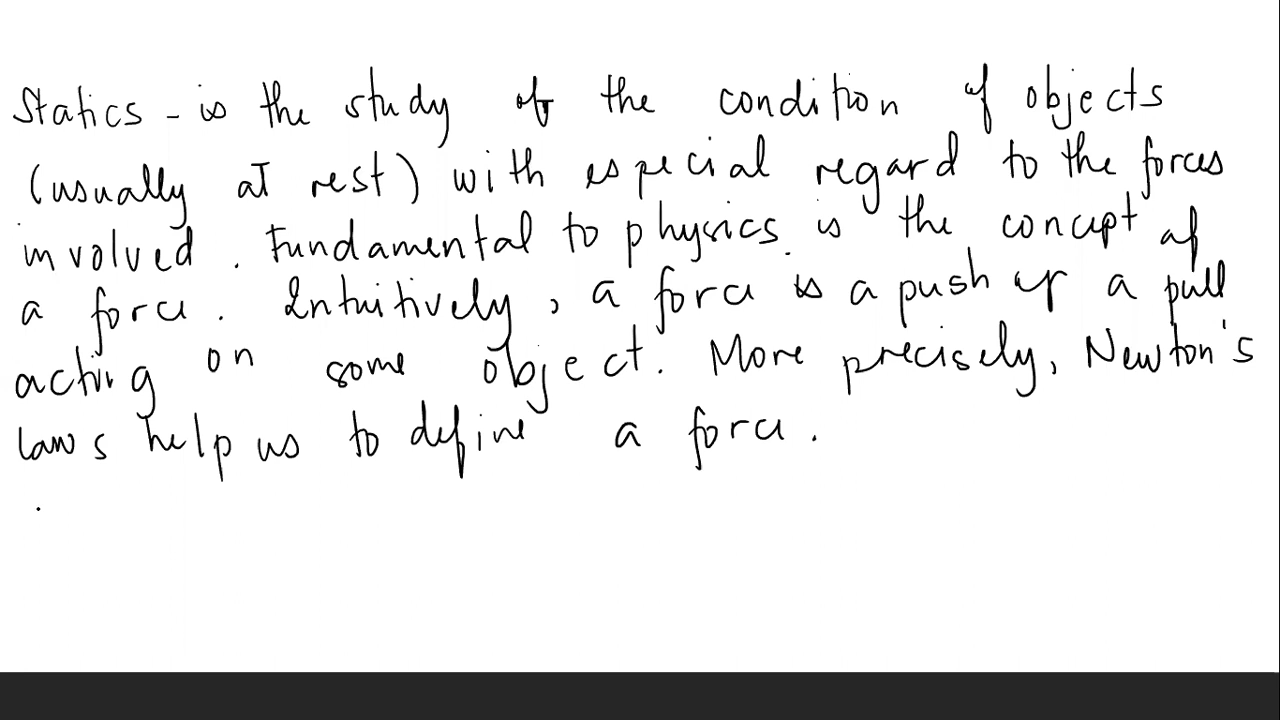 Statics - is the study of the condition of objects
(usually at rest) with especial regard to the forces
involved. Fundamental to physics is the concept of
a force. Intuitively, a force is a push or a pull
acting on some object. More precisely, Newton's
laws help us to define a force.